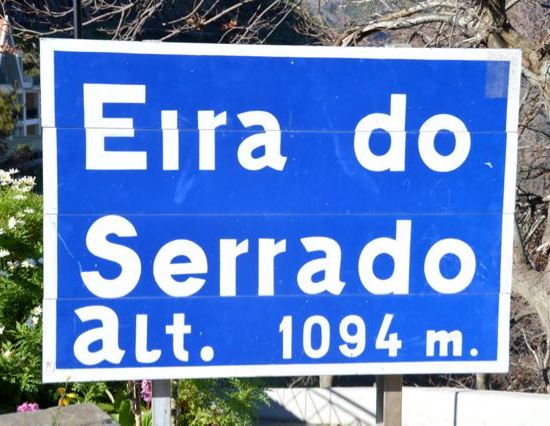 Eira do
Serrado
alt. 1094 m.